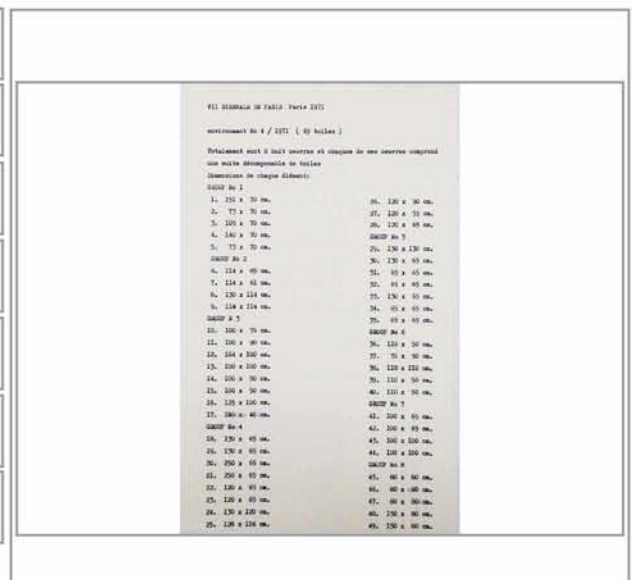 VII BIENNALE DE PARIS Paris 1971
environment No 4 / 1971 ( 49 toiles )
Totalement sont 8 huit oeuvres et chaqune de ses oeuvres comprend
une suite décomposable de toiles
Dimensions de chaque élément:
GROUP No 1
1. 151 x 70 cm.
2. 73 x 70 cm.
3. 105 x 70 cm.
4. 140 x 70 cm.
5. 73 x 70 cm.
GROUP No 2
6. 114 x 65 cm.
7. 114 x 41 cm.
8. 130 x 114 cm.
9. 114 x 114 cm.
GROUP N 3
10. 100 x 74 cm.
11. 100 x 90 cm.
12. 164 x 100 cm.
13. 100 x 100 cm.
14. 100 x 50 cm.
15. 100 x 50 cm.
16. 125 x 100 cm.
17. x 40 cm.
GROUP No 4
18. 130 x 65 cm.
19. 130 x 65 cm.
20. 250 x 65 cm.
21. 250 x 65 cm.
22. 120 x 65 cm.
23. 120 x 65 cm.
24. 150 x 120 cm.
25. 128 x 116 cm.
26. 120 x 90 cm.
27. 120 x 53 cm.
28. 120 x 65 cm.
GROUP No 5
29. 130 x 130 cm.
30. 130 x 65 cm.
31. 65 x 65 cm.
32. 65 x 65 cm.
33. 130 x 65 cm.
34. 65 x 65 cm.
35. 65 x 65 cm.
GROUP No 6
36. 110 x 50 cm.
37. 50 x 50 cm.
38. 110 x 110 cm.
39. 110 x 50 cm.
40. 110 x 50 cm.
GROUP No 7
41. 100 x 65 cm.
42. 100 x 65 cm.
43. 100 x 100 cm.
44. 100 x 100 cm.
GROUP No 8
45. 80 x 80 cm.
46. 80 x 80 cm.
47. 80 x 80 cm.
48. 150 x 80 cm.
49. 150 x 80 cm.